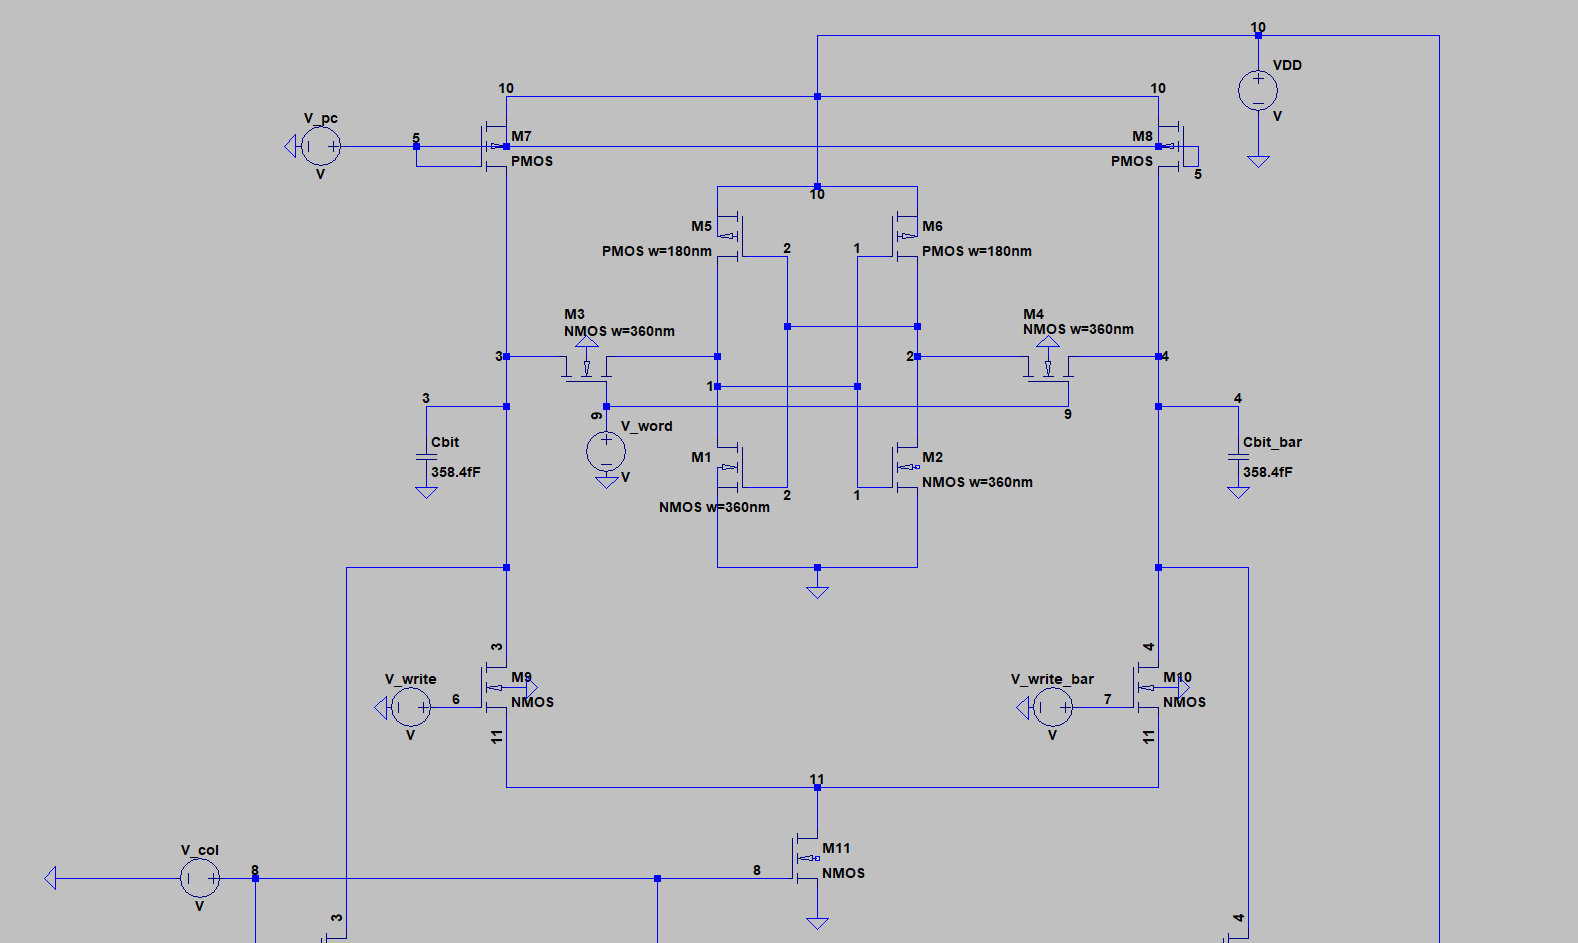 10
VDD
V
10
10
V_pc
5
V
M7
PMOS
M8
PMOS
5
10
M5
PMOS w=180nm
2
1
M6
PMOS w=180nm
M3
NMOS w=360nm
M4
NMOS w=360nm
3
2
4
1
3
Cbit
358.4fF
9
V_word
V
9
4
Cbit_bar
358.4fF
M1
NMOS w=360nm
2
M2
NMOS w=360nm
1
3
V_write
6
V
M9
NMOS
11
4
V_write_bar
7
V
M10
NMOS
11
11
V_col
8
V
8
M11
NMOS
3
4